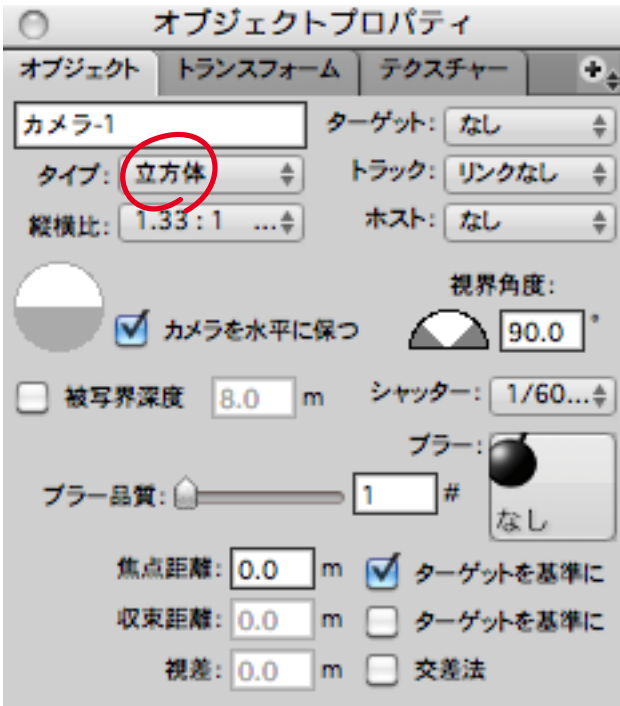 オブジェクトプロパティ
オブジェクト トランスフォーム テクスチャー
カメラ-1 ターゲット: なし
タイプ: 立方体 トラック: リンクなし
縦横比: 1.33 : 1 ... ホスト: なし
視界角度:
カメラを水平に保つ 90.0 °
被写界深度 8.0 m シャッター: 1/60...
ブラー:
ブラー品質: 1 # なし
焦点距離: 0.0 m ターゲットを基準に
収束距離: 0.0 m ターゲットを基準に
視差: 0.0 m 交差法